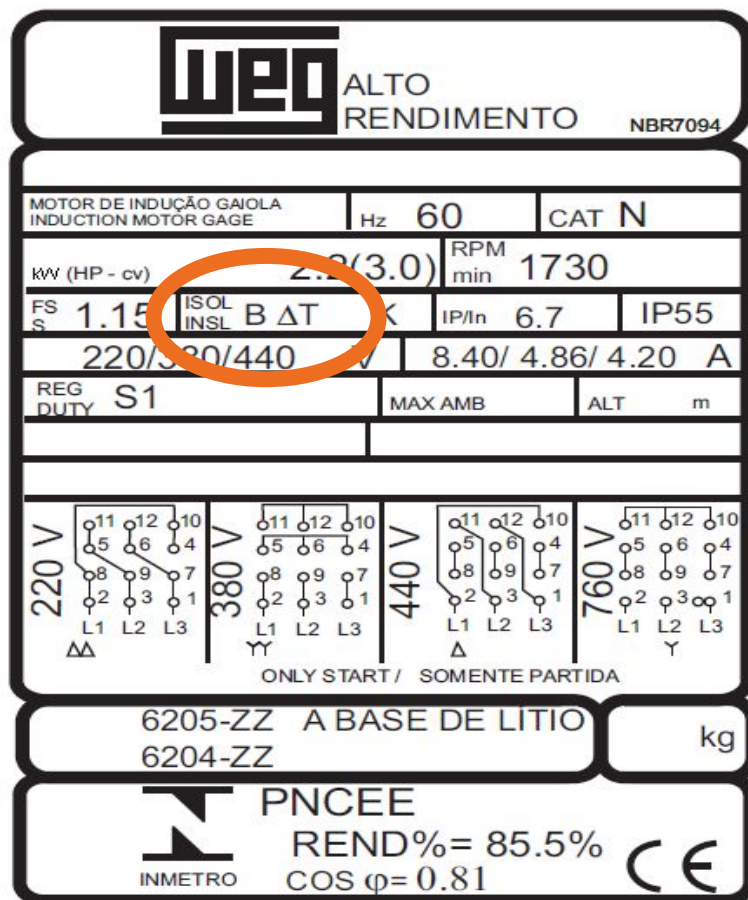 weg ALTO
RENDIMENTO NBR7094
MOTOR DE INDUÇÃO GAIOLA
INDUCTION MOTOR GAGE
Hz 60 CAT N
kW (HP - cv) 2.2(3.0) RPM min 1730
FS S 1.15 ISOL INSL B ΔT K IP/In 6.7 IP55
220/380/440 V 8.40/ 4.86/ 4.20 A
REG DUTY S1 MAX AMB ALT m
220 V
11 12 10
5 6 4
8 9 7
2 3 1
L1 L2 L3
ΔΔ
380 V
11 12 10
5 6 4
8 9 7
2 3 1
L1 L2 L3
YY
440 V
11 12 10
5 6 4
8 9 7
2 3 1
L1 L2 L3
Δ
760 V
11 12 10
5 6 4
8 9 7
2 3 1
L1 L2 L3
Y
ONLY START / SOMENTE PARTIDA
6205-ZZ A BASE DE LÍTIO
6204-ZZ
kg
PNCEE
REND%= 85.5%
INMETRO COS φ= 0.81 CE